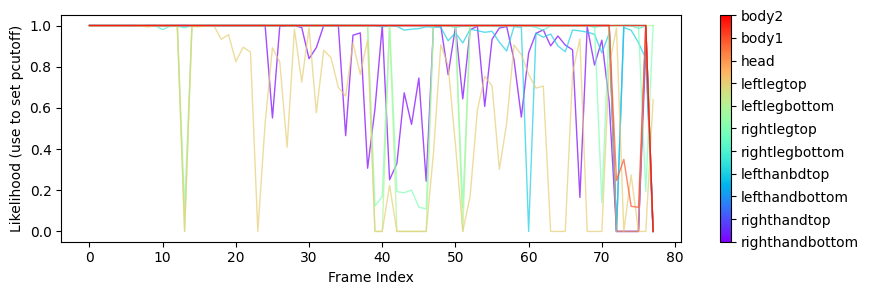 Likelihood (use to set pcutoff)
1.0
0.8
0.6
0.4
0.2
0.0
0 10 20 30 40 50 60 70 80
Frame Index
body2
body1
head
leftlegtop
leftlegbottom
rightlegtop
rightlegbottom
lefthanbdtop
lefthandbottom
righthandtop
righthandbottom